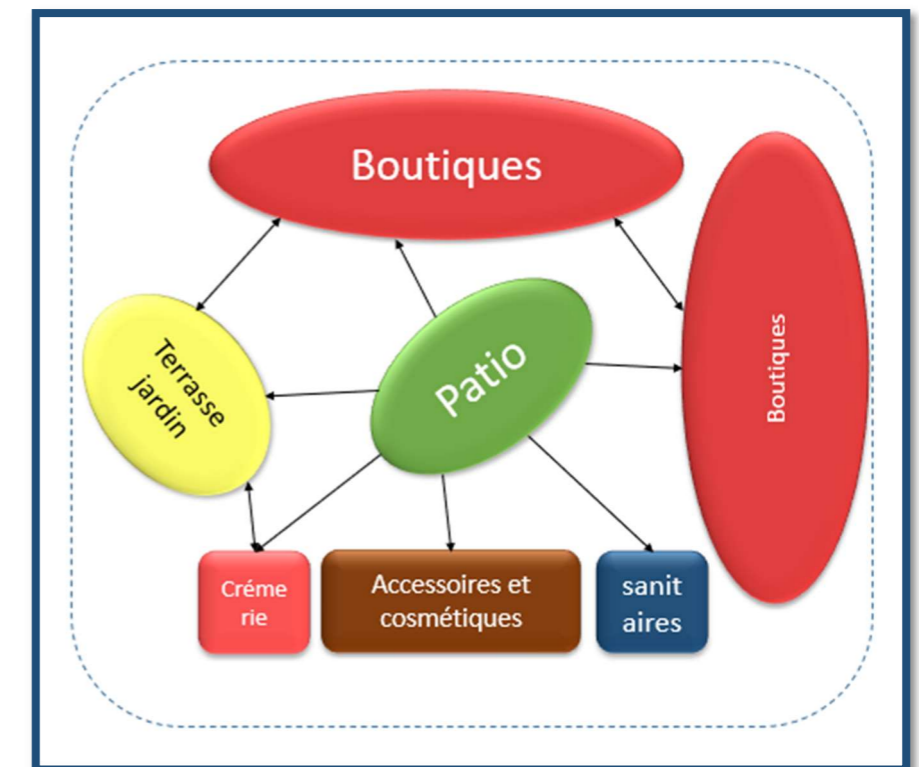 Boutiques
Terrasse
jardin
Patio
Boutiques
Créme
rie
Accessoires et
cosmétiques
sanit
aires